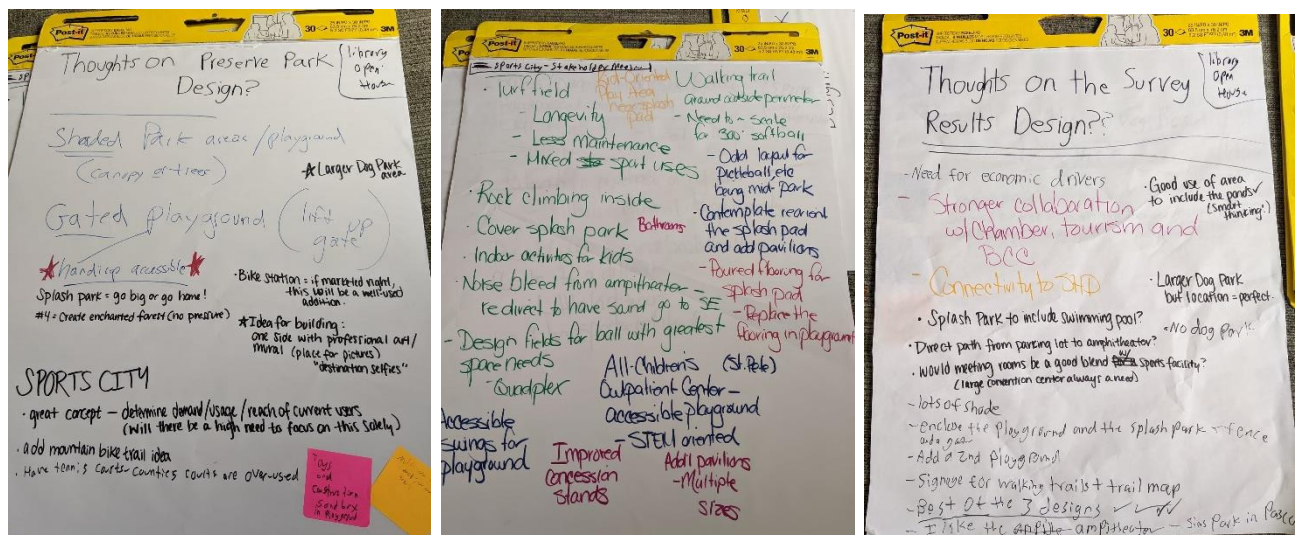 Post-it
30
3M
Thoughts on Preserve Park
Design?
library
open
House
Shaded Park areas/playground
(canopy or trees)
★ Larger Dog Park
area
Gated playground (lift up
gate)
★handicap accessible★
Splash park = go big or go home!
#4 = Create enchanted forest (no pressure)
• Bike station = if marketed right,
this will be a well-used
addition.
★Idea for building:
one side with professional art/
mural (place for pictures)
"destination selfies"
SPORTS CITY
• great concept – determine demand/usage/reach of current users
(will there be a high need to focus on this solely)
• add mountain bike trail idea
• Have tennis courts - counties courts are over-used
Toys
and
Construction
Sand box
in playground
Post-it
30
3M
Sports City - Stakeholder
• Turf field
- Longevity
- Less maintenance
- Mixed sport uses
Kid-Oriented
Play Area
near splash
pad
Walking trail
around outside perimeter
- Need to ~ scale
for 300' softball
- Odd layout for
pickleball, etc
being mid-park
• Rock climbing inside
• Cover splash park
Bathrooms
• Indoor activites for kids
• Contemplate reorient
the splash pad
and add pavilions
• Noise bleed from ampitheater -
redirect to have sound go to SE
- Poured flooring for
splash pad
- Replace the
flooring in playground
- Design fields for ball with greatest
space needs
- Quadplex
All-Children's (St. Pete)
Outpatient Center -
accessible playground
- STEM oriented
Accessible
swings for
playground
Improved
concession
stands
Add'l pavilions
- Multiple
sizes
Post-it
30
3M
Thoughts on the Survey
Results Design??
library
Open
House
- Need for economic drivers
- Stronger collaboration
w/Chamber, tourism and
BCC
• Good use of area
to include the ponds
(smart
thinking!)
- Connectivity to SHD
• Larger Dog Park
but location = perfect.
- No dog park.
• Splash Park to include swimming pool?
• Direct path from parking lot to amphitheater?
• would meeting rooms be a good blend w/ sports facility?
(large convention center always a need)
- lots of shade
- enclose the playground and the splash park - fence
- Add a 2nd playground
- Signage for walking trails + trail map
- Best of the 3 designs ✓ ✓ ✓
- I like the ampitheater - Sims Park in Pasco